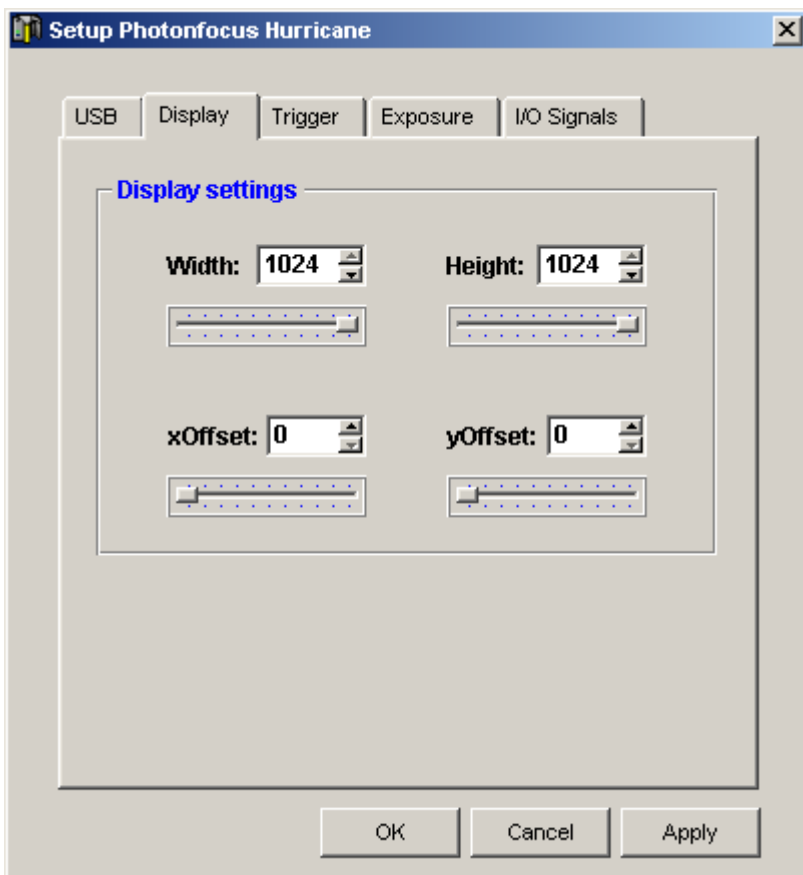 Setup Photonfocus Hurricane
USB Display Trigger Exposure I/O Signals
Display settings
Width: 1024 Height: 1024
xOffset: 0 yOffset: 0
OK Cancel Apply